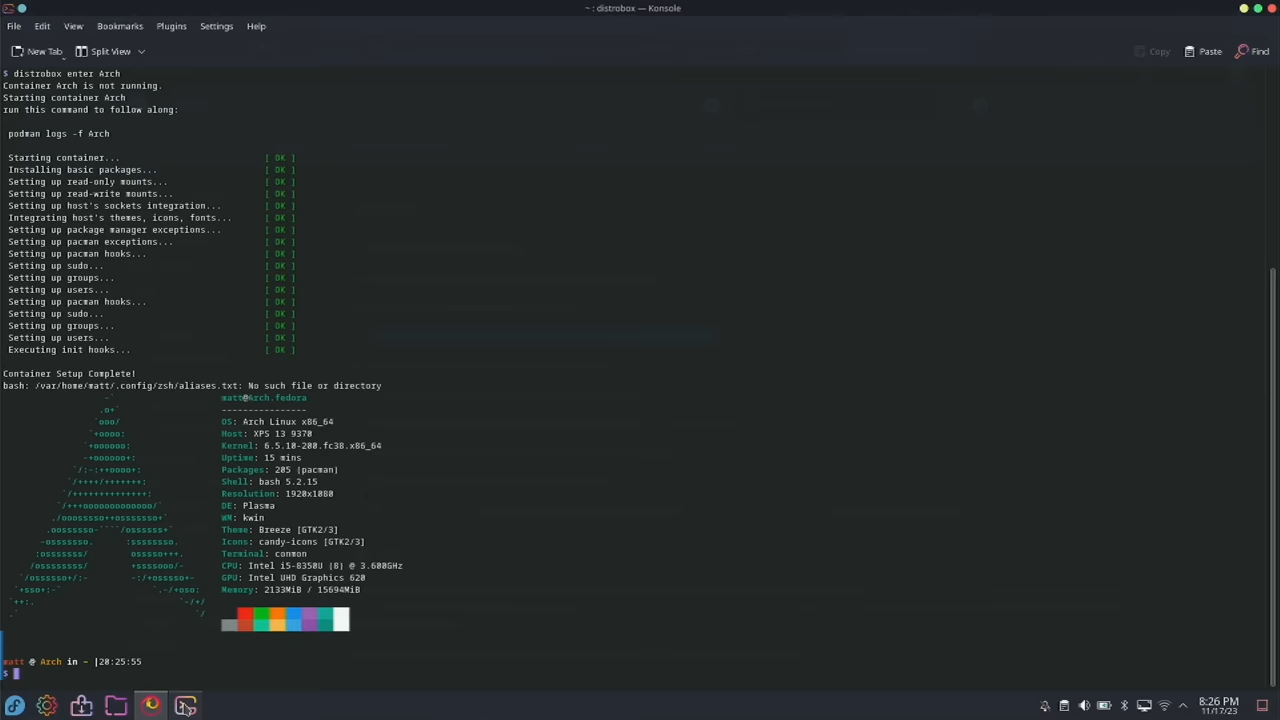 ~ : distrobox — Konsole
File Edit View Bookmarks Plugins Settings Help
New Tab Split View Copy Paste Find
$ distrobox enter Arch
Container Arch is not running.
Starting container Arch
run this command to follow along:
podman logs -f Arch
Starting container... [ OK ]
Installing basic packages... [ OK ]
Setting up read-only mounts... [ OK ]
Setting up read-write mounts... [ OK ]
Setting up host's sockets integration... [ OK ]
Integrating host's themes, icons, fonts... [ OK ]
Setting up package manager exceptions... [ OK ]
Setting up pacman exceptions... [ OK ]
Setting up pacman hooks... [ OK ]
Setting up sudo... [ OK ]
Setting up groups... [ OK ]
Setting up users... [ OK ]
Setting up pacman hooks... [ OK ]
Setting up sudo... [ OK ]
Setting up groups... [ OK ]
Setting up users... [ OK ]
Executing init hooks... [ OK ]
Container Setup Complete!
bash: /var/home/matt/.config/zsh/aliases.txt: No such file or directory
matt@Arch.fedora
----------------
OS: Arch Linux x86_64
Host: XPS 13 9370
Kernel: 6.5.10-200.fc38.x86_64
Uptime: 15 mins
Packages: 205 (pacman)
Shell: bash 5.2.15
Resolution: 1920x1080
DE: Plasma
WM: kwin
Theme: Breeze [GTK2/3]
Icons: candy-icons [GTK2/3]
Terminal: conmon
CPU: Intel i5-8350U (8) @ 3.600GHz
GPU: Intel UHD Graphics 620
Memory: 2133MiB / 15694MiB
matt @ Arch in ~ |20:25:55
$
8:26 PM
11/17/23